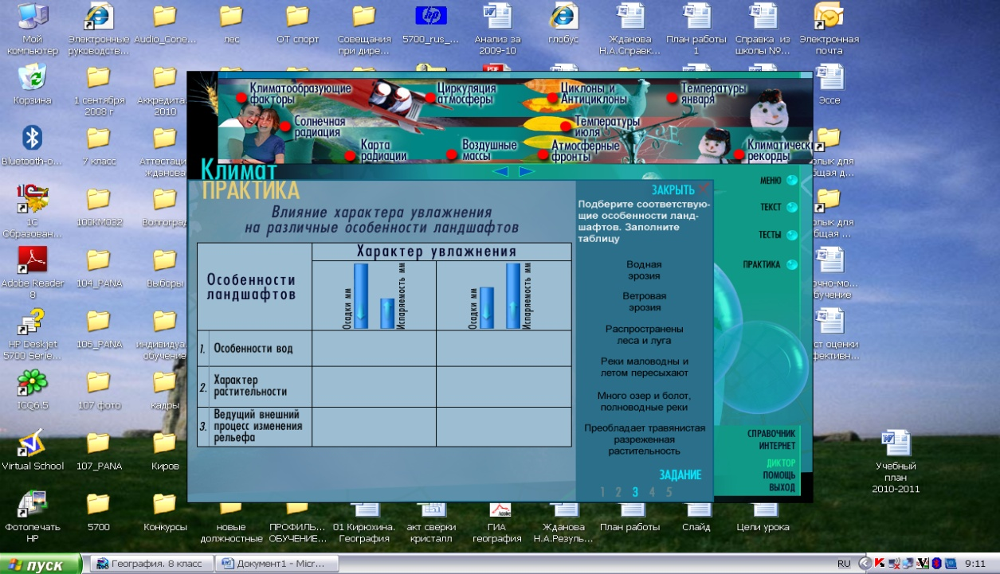 Мой
компьютер
Электронные
руководств...
Audio_Cone...
лес
ОТ спорт
Совещания
при дире...
5700_rus_...
Анализ за
2009-10
глобус
Жданова
Н.А.Справк...
План работы
1
Справка из
школы №...
Электронная
почта
Корзина
1 сентября
2008 г
Аккредита.
2010
Эссе
Bluetooth-о...
7 класс
Аттестаци
Жданова
рлык для
бщая д...
1С
Образован...
100КМ032
Волгоград
рлык для
бщая ...
Adobe Reader
8
104_PANA
Выборы
очно-мо...
бучение
HP Deskjet
5700 Serie...
106_PANA
индивидуа.
обучение
ст оценки
фективн...
ICQ6.5
107 фото
Кадры
Virtual School
107_PANA
Киров
Учебный
план
2010-2011
Фотопечать
HP
5700
Конкурсы
новые
должностные
ПРОФИЛЬ...
ОБУЧЕНИЕ...
01 Кирюхина.
География
акт сверки
кристалл
ГИА
география
Жданова
Н.А.Резуль...
План работы
Слайд
Цели урока
Климатообразующие
факторы
Циркуляция
атмосферы
Циклоны и
Антициклоны
Температуры
января
Солнечная
радиация
Температуры
июля
Карта
радиации
Воздушные
массы
Атмосферные
фронты
Климатическ
рекорды
Климат
ПРАКТИКА
Влияние характера увлажнения
на различные особенности ландшафтов
Особенности
ландшафтов
Характер увлажнения
Осадки мм
Испаряемость мм
Осадки мм
Испаряемость мм
1. Особенности вод
2. Характер
растительности
3. Ведущий внешний
процесс изменения
рельефа
ЗАКРЫТЬ
Подберите соответствую-
щие особенности ланд-
шафтов. Заполните
таблицу
Водная
эрозия
Ветровая
эрозия
Распространены
леса и луга
Реки маловодны и
летом пересыхают
Много озер и болот,
полноводные реки
Преобладает травянистая
разреженная
растительность
ЗАДАНИЕ
1 2 3 4 5
МЕНЮ
ТЕКСТ
ТЕСТЫ
ПРАКТИКА
СПРАВОЧНИК
ИНТЕРНЕТ
ДИКТОР
ПОМОЩЬ
ВЫХОД
пуск
География. 8 класс
Документ1 - Micr...
RU
9:11